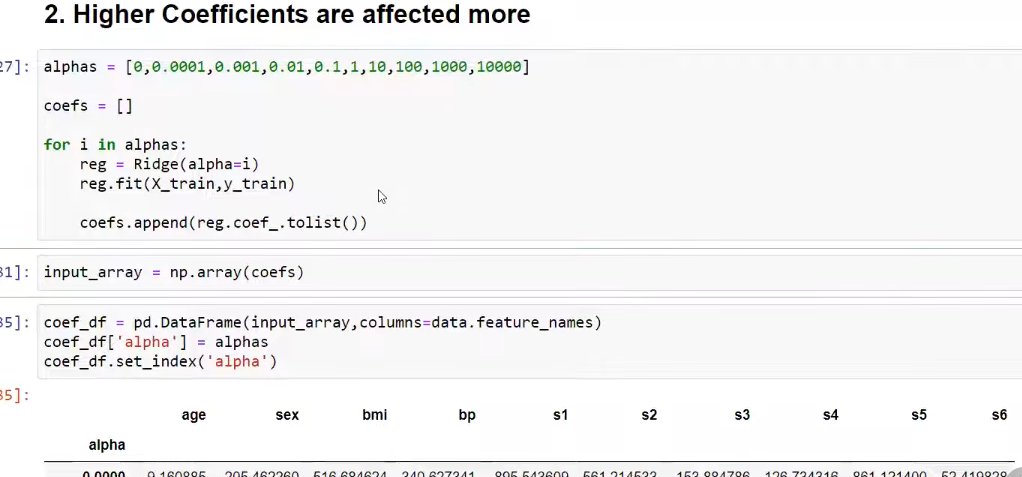 2. Higher Coefficients are affected more
27]: alphas = [0,0.0001,0.001,0.01,0.1,1,10,100,1000,10000]
coefs = []
for i in alphas:
reg = Ridge(alpha=i)
reg.fit(X_train,y_train)
coefs.append(reg.coef_.tolist())
31]: input_array = np.array(coefs)
35]: coef_df = pd.DataFrame(input_array,columns=data.feature_names)
coef_df['alpha'] = alphas
coef_df.set_index('alpha')
35]:
age sex bmi bp s1 s2 s3 s4 s5 s6
alpha
0.0000